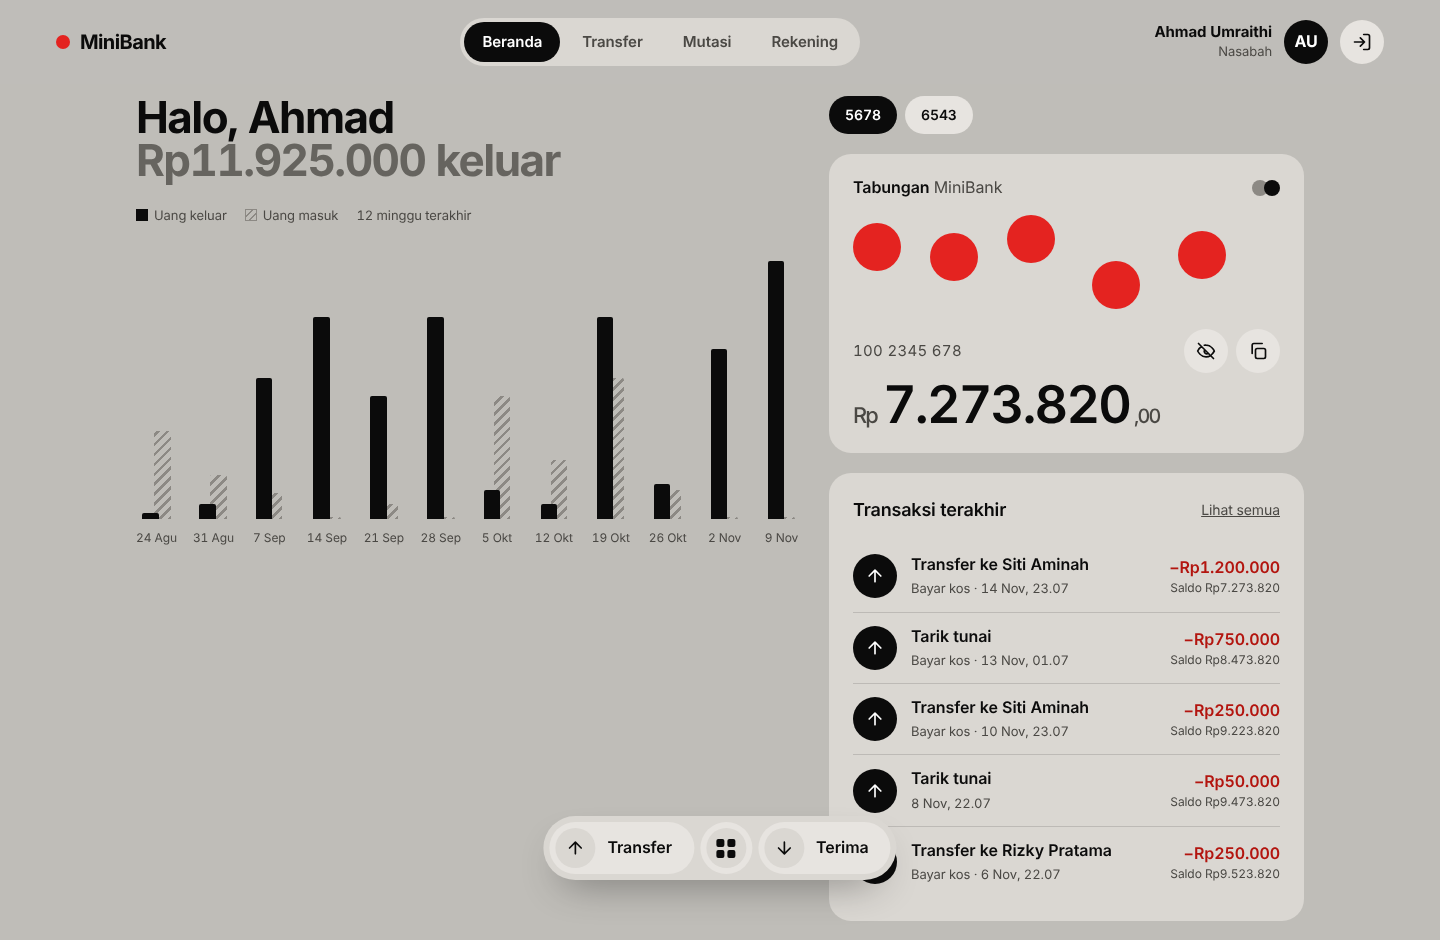 MiniBank
Beranda
Transfer
Mutasi
Rekening
Ahmad Umraithi
Nasabah
AU
Halo, Ahmad
Rp11.925.000 keluar
Uang keluar
Uang masuk
12 minggu terakhir
24 Agu
31 Agu
7 Sep
14 Sep
21 Sep
28 Sep
5 Okt
12 Okt
19 Okt
26 Okt
2 Nov
9 Nov
5678
6543
Tabungan MiniBank
100 2345 678
Rp 7.273.820,00
Transaksi terakhir
Lihat semua
Transfer ke Siti Aminah
−Rp1.200.000
Bayar kos · 14 Nov, 23.07
Saldo Rp7.273.820
Tarik tunai
−Rp750.000
Bayar kos · 13 Nov, 01.07
Saldo Rp8.473.820
Transfer ke Siti Aminah
−Rp250.000
Bayar kos · 10 Nov, 23.07
Saldo Rp9.223.820
Tarik tunai
−Rp50.000
8 Nov, 22.07
Saldo Rp9.473.820
Transfer ke Rizky Pratama
−Rp250.000
Bayar kos · 6 Nov, 22.07
Saldo Rp9.523.820
Transfer
Terima